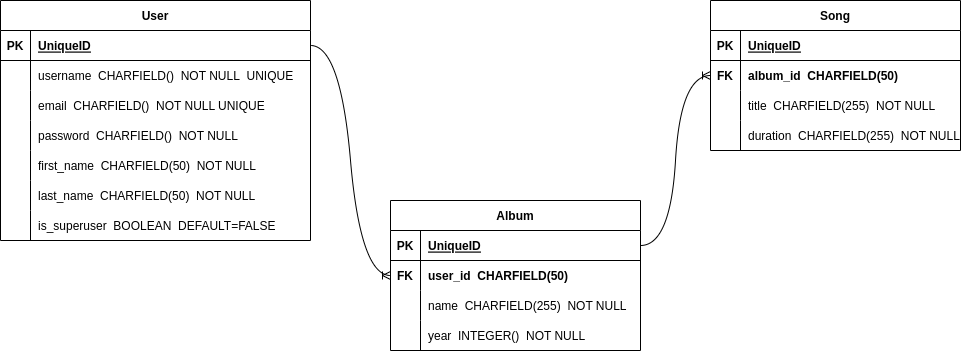 User
PK UniqueID
username CHARFIELD() NOT NULL UNIQUE
email CHARFIELD() NOT NULL UNIQUE
password CHARFIELD() NOT NULL
first_name CHARFIELD(50) NOT NULL
last_name CHARFIELD(50) NOT NULL
is_superuser BOOLEAN DEFAULT=FALSE
Album
PK UniqueID
FK user_id CHARFIELD(50)
name CHARFIELD(255) NOT NULL
year INTEGER() NOT NULL
Song
PK UniqueID
FK album_id CHARFIELD(50)
title CHARFIELD(255) NOT NULL
duration CHARFIELD(255) NOT NULL